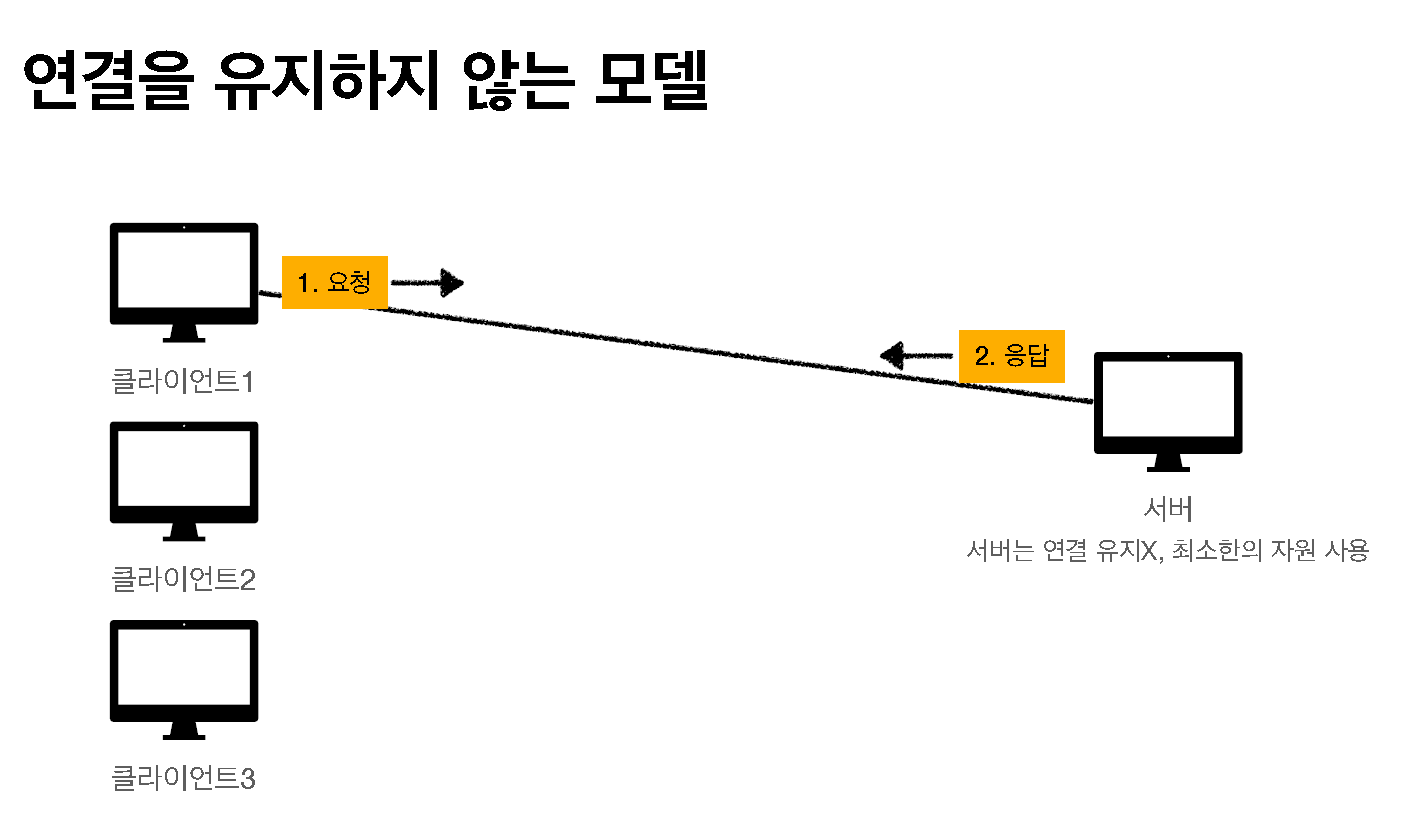 연결을 유지하지 않는 모델
1. 요청
클라이언트1
2. 응답
서버
서버는 연결 유지X, 최소한의 자원 사용
클라이언트2
클라이언트3